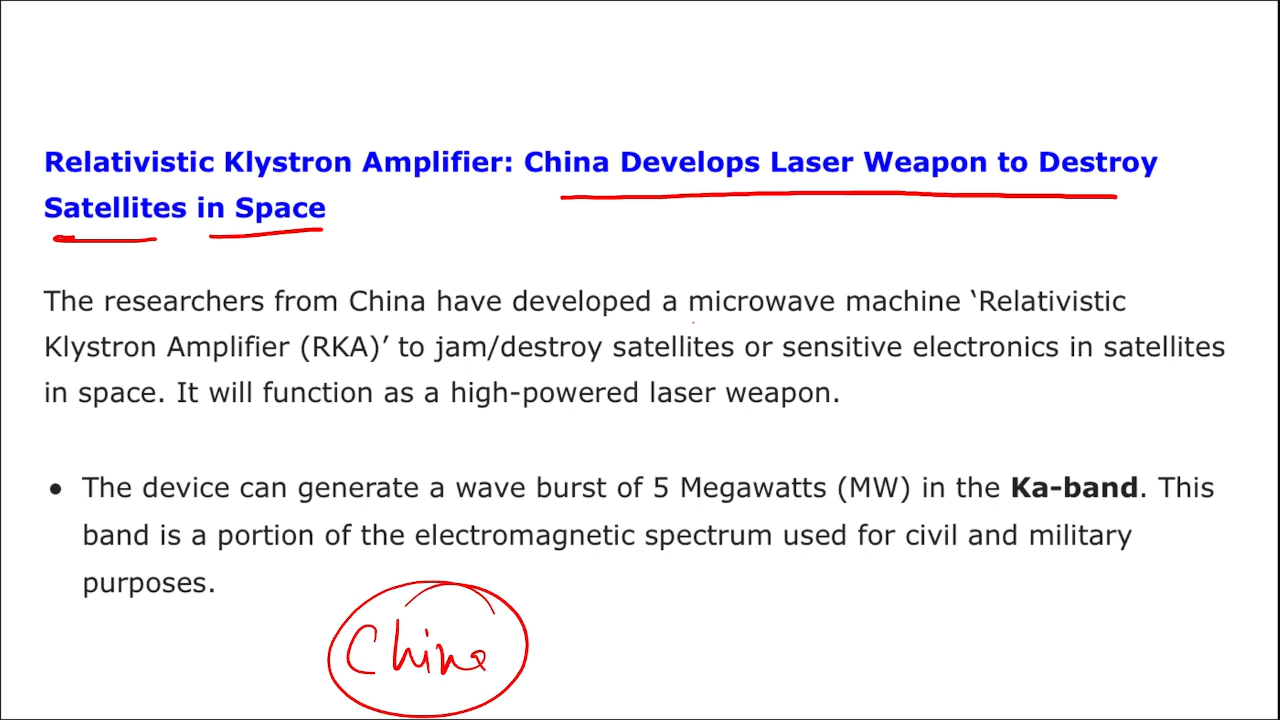 Relativistic Klystron Amplifier: China Develops Laser Weapon to Destroy
Satellites in Space
The researchers from China have developed a microwave machine ‘Relativistic
Klystron Amplifier (RKA)’ to jam/destroy satellites or sensitive electronics in satellites
in space. It will function as a high-powered laser weapon.
• The device can generate a wave burst of 5 Megawatts (MW) in the Ka-band. This
band is a portion of the electromagnetic spectrum used for civil and military
purposes.
China